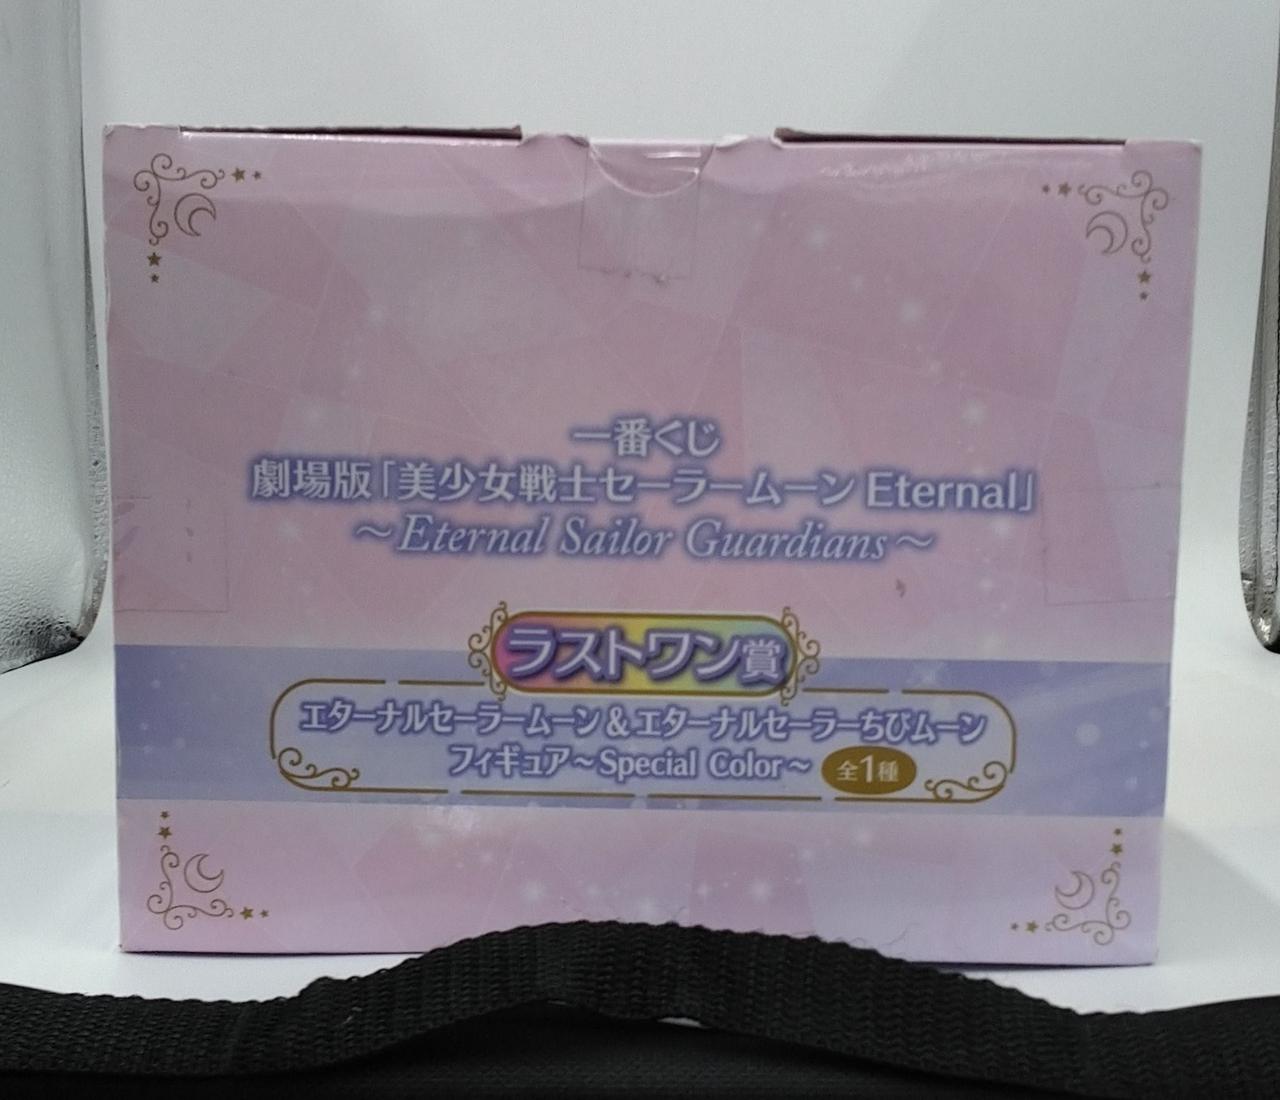 一番くじ
劇場版「美少女戦士セーラームーン Eternal」
～Eternal Sailor Guardians～
ラストワン賞
エターナルセーラームーン&エターナルセーラーちびムーン
フィギュア～Special Color～ 全1種